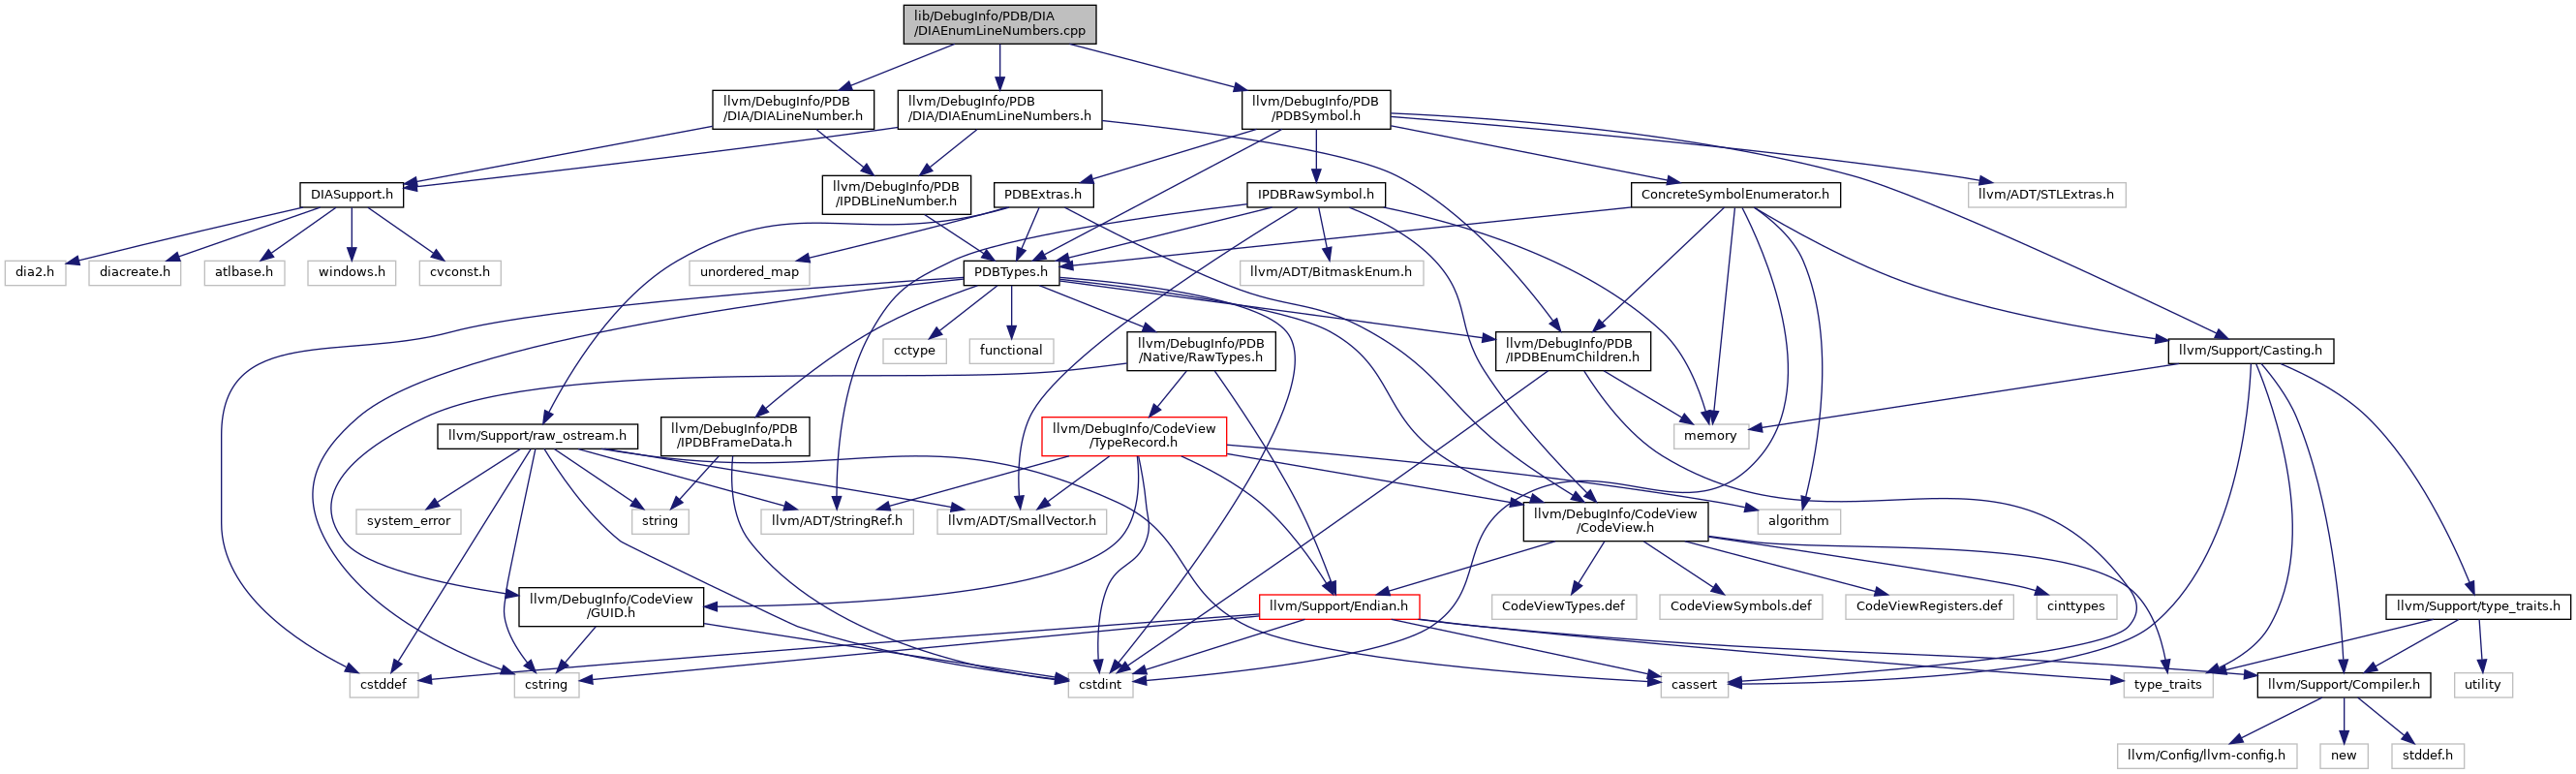 lib/DebugInfo/PDB/DIA
/DIAEnumLineNumbers.cpp
llvm/DebugInfo/PDB
/DIA/DIALineNumber.h
llvm/DebugInfo/PDB
/DIA/DIAEnumLineNumbers.h
llvm/DebugInfo/PDB
/PDBSymbol.h
DIASupport.h
llvm/DebugInfo/PDB
/IPDBLineNumber.h
PDBExtras.h
IPDBRawSymbol.h
ConcreteSymbolEnumerator.h
llvm/ADT/STLExtras.h
dia2.h
diacreate.h
atlbase.h
windows.h
cvconst.h
unordered_map
PDBTypes.h
llvm/ADT/BitmaskEnum.h
cctype
functional
llvm/DebugInfo/PDB
/Native/RawTypes.h
llvm/DebugInfo/PDB
/IPDBEnumChildren.h
llvm/Support/Casting.h
llvm/Support/raw_ostream.h
llvm/DebugInfo/PDB
/IPDBFrameData.h
llvm/DebugInfo/CodeView
/TypeRecord.h
memory
system_error
string
llvm/ADT/StringRef.h
llvm/ADT/SmallVector.h
llvm/DebugInfo/CodeView
/CodeView.h
algorithm
llvm/DebugInfo/CodeView
/GUID.h
llvm/Support/Endian.h
CodeViewTypes.def
CodeViewSymbols.def
CodeViewRegisters.def
cinttypes
llvm/Support/type_traits.h
cstddef
cstring
cstdint
cassert
type_traits
llvm/Support/Compiler.h
utility
llvm/Config/llvm-config.h
new
stddef.h